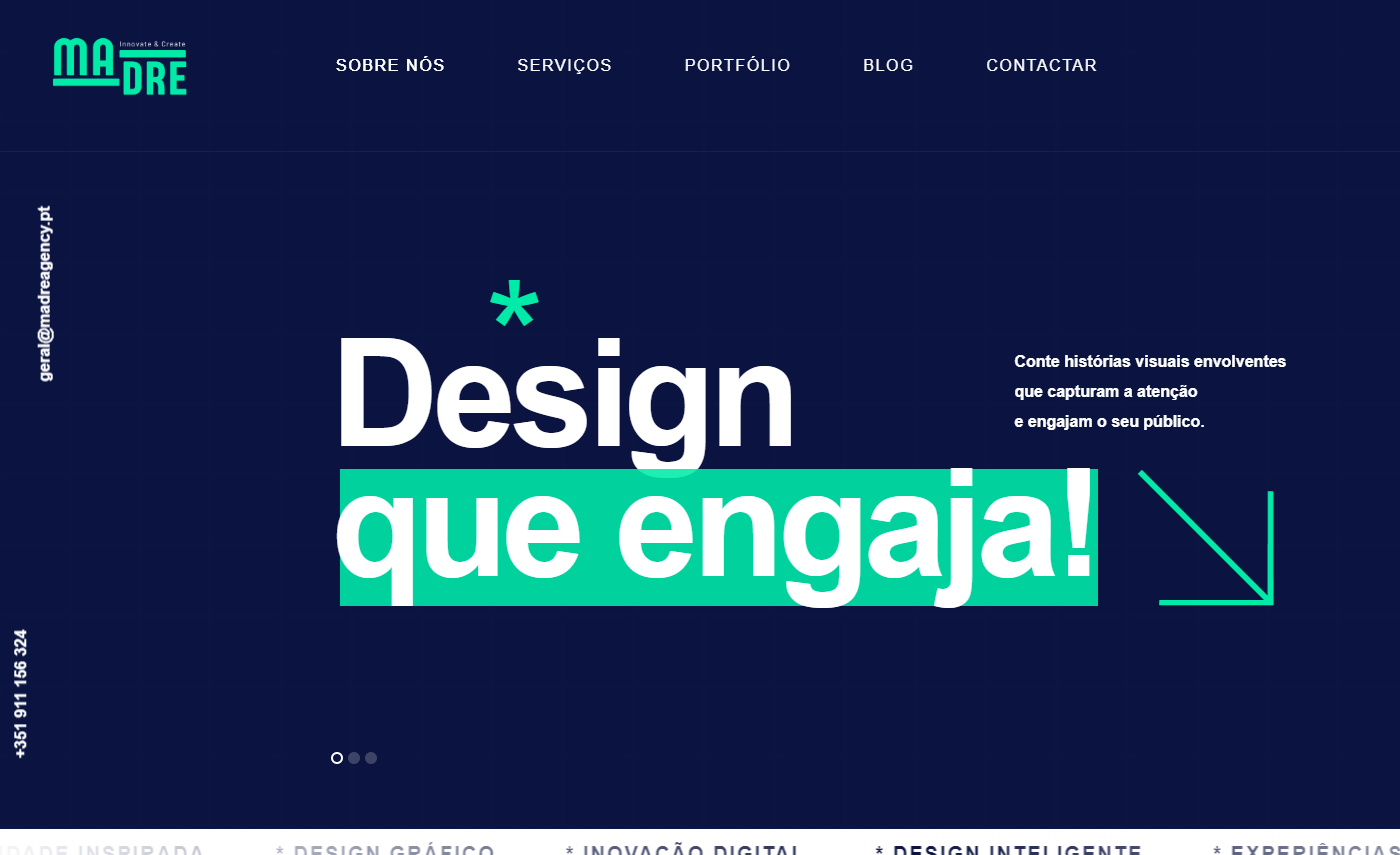 MA
DRE
Innovate & Create
SOBRE NÓS
SERVIÇOS
PORTFÓLIO
BLOG
CONTACTAR
geral@madreagency.pt
+351 911 156 324
*
Design
que engaja!
Conte histórias visuais envolventes
que capturam a atenção
e engajam o seu público.
INSPIRADA * DESIGN GRÁFICO * INOVAÇÃO DIGITAL * DESIGN INTELIGENTE * EXPERIÊNCIAS